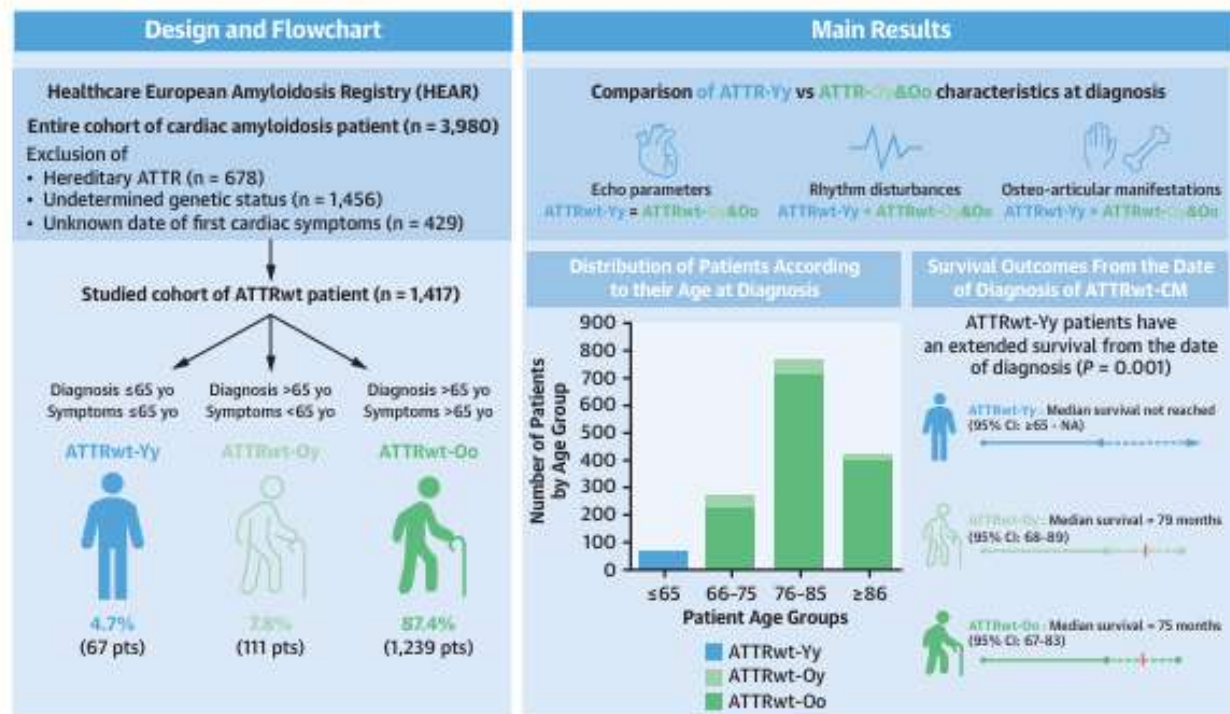 Design and Flowchart
Healthcare European Amyloidosis Registry (HEAR)
Entire cohort of cardiac amyloidosis patient (n = 3,980)
Exclusion of
• Hereditary ATTR (n = 678)
• Undetermined genetic status (n = 1,456)
• Unknown date of first cardiac symptoms (n = 429)
Studied cohort of ATTRwt patient (n = 1,417)
Diagnosis ≤65 yo
Symptoms ≤65 yo
Diagnosis >65 yo
Symptoms <65 yo
Diagnosis >65 yo
Symptoms >65 yo
ATTRwt-Yy
ATTRwt-Oy
ATTRwt-Oo
4.7%
(67 pts)
7.8%
(111 pts)
87.4%
(1,239 pts)
Main Results
Comparison of ATTR-Yy vs ATTR-Oy&Oo characteristics at diagnosis
Echo parameters
ATTRwt-Yy = ATTRwt-Oy&Oo
Rhythm disturbances
ATTRwt-Yy ATTRwt-Oy&Oo
Osteo-articular manifestations
ATTRwt-Yy ATTRwt-Oy&Oo
Distribution of Patients According
to their Age at Diagnosis
Number of Patients
by Age Group
900
800
700
600
500
400
300
200
100
0
≤65
66–75
76–85
≥86
Patient Age Groups
ATTRwt-Yy
ATTRwt-Oy
ATTRwt-Oo
Survival Outcomes From the Date
of Diagnosis of ATTRwt-CM
ATTRwt-Yy patients have
an extended survival from the date
of diagnosis (P = 0.001)
ATTRwt-Yy : Median survival not reached
(95% CI: ≥65 - NA)
ATTRwt-Oy : Median survival = 79 months
(95% CI: 68–89)
ATTRwt-Oo : Median survival = 75 months
(95% CI: 67–83)